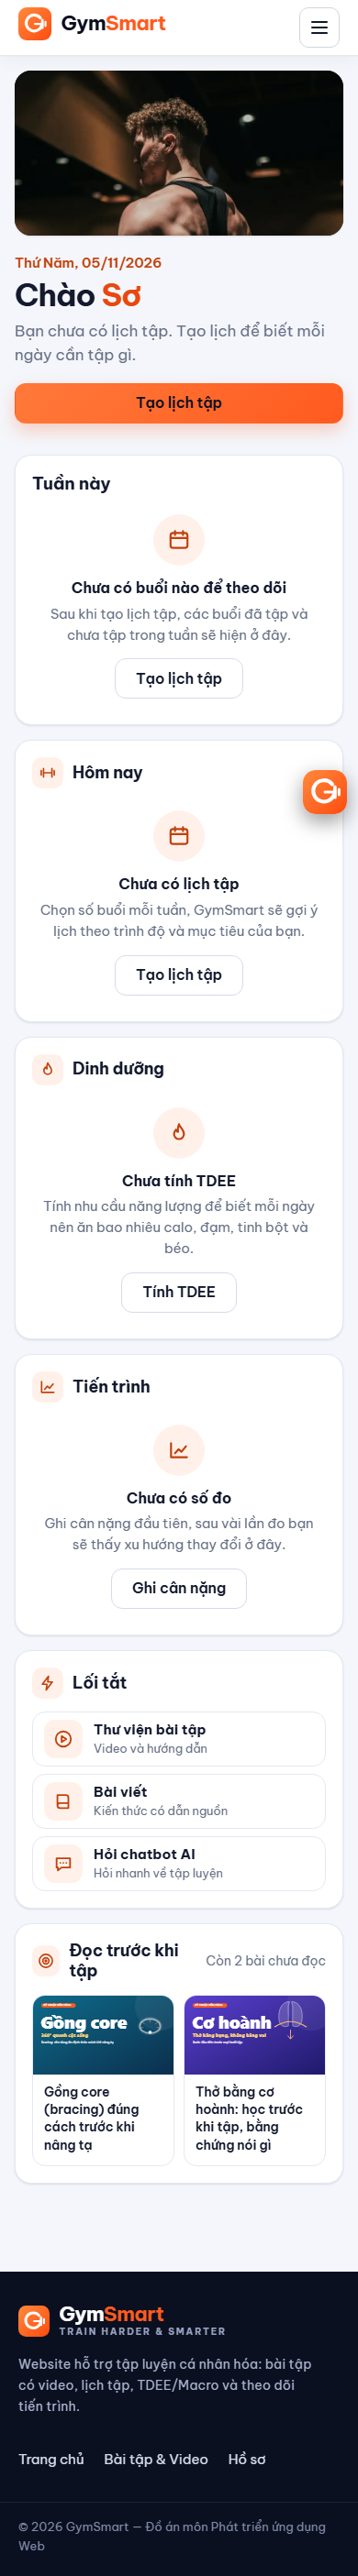 GymSmart
Thứ Năm, 05/11/2026
Chào Sơ
Bạn chưa có lịch tập. Tạo lịch để biết mỗi
ngày cần tập gì.
Tạo lịch tập
Tuần này
Chưa có buổi nào để theo dõi
Sau khi tạo lịch tập, các buổi đã tập và
chưa tập trong tuần sẽ hiện ở đây.
Tạo lịch tập
Hôm nay
Chưa có lịch tập
Chọn số buổi mỗi tuần, GymSmart sẽ gợi ý
lịch theo trình độ và mục tiêu của bạn.
Tạo lịch tập
Dinh dưỡng
Chưa tính TDEE
Tính nhu cầu năng lượng để biết mỗi ngày
nên ăn bao nhiêu calo, đạm, tinh bột và
béo.
Tính TDEE
Tiến trình
Chưa có số đo
Ghi cân nặng đầu tiên, sau vài lần đo bạn
sẽ thấy xu hướng thay đổi ở đây.
Ghi cân nặng
Lối tắt
Thư viện bài tập
Video và hướng dẫn
Bài viết
Kiến thức có dẫn nguồn
Hỏi chatbot AI
Hỏi nhanh về tập luyện
Đọc trước khi
tập
Còn 2 bài chưa đọc
Gồng core
360° quanh cột sống
Gồng core
(bracing) đúng
cách trước khi
nâng tạ
Cơ hoành
Thở bằng bụng, không bằng vai
Thở bằng cơ
hoành: học trước
khi tập, bằng
chứng nói gì
GymSmart
TRAIN HARDER & SMARTER
Website hỗ trợ tập luyện cá nhân hóa: bài tập
có video, lịch tập, TDEE/Macro và theo dõi
tiến trình.
Trang chủ
Bài tập & Video
Hồ sơ
© 2026 GymSmart — Đồ án môn Phát triển ứng dụng
Web